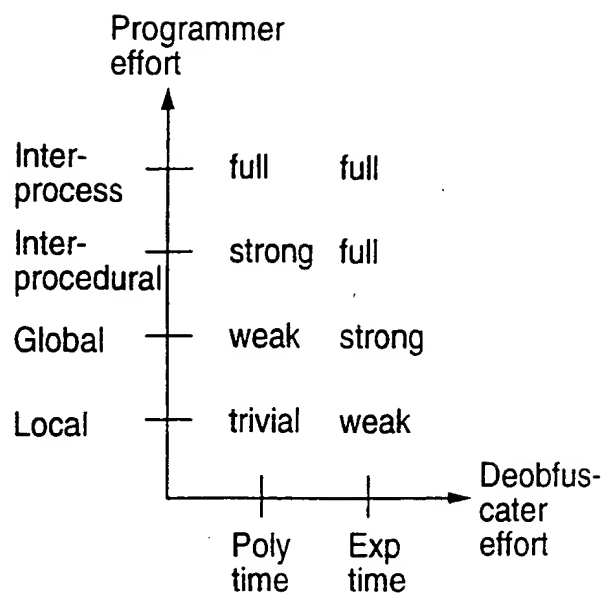 Programmer
effort
Inter-
process
full full
Inter-
procedural
strong full
Global weak strong
Local trivial weak
Deobfus-
cater
effort
Poly
time
Exp
time